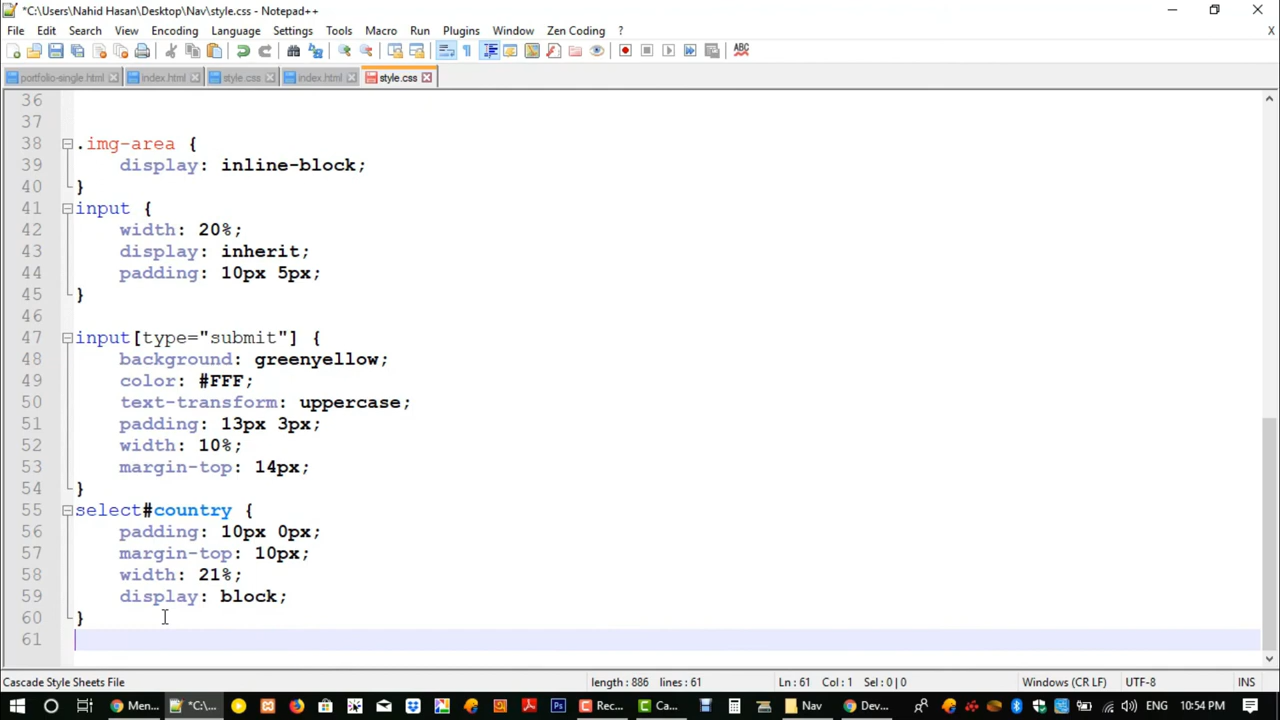 *C:\Users\Nahid Hasan\Desktop\Nav\style.css - Notepad++
File Edit Search View Encoding Language Settings Tools Macro Run Plugins Window Zen Coding ? X
portfolio-single.html index.html style.css index.html style.css
36
37
38 .img-area {
39 display: inline-block;
40 }
41 input {
42 width: 20%;
43 display: inherit;
44 padding: 10px 5px;
45 }
46
47 input[type="submit"] {
48 background: greenyellow;
49 color: #FFF;
50 text-transform: uppercase;
51 padding: 13px 3px;
52 width: 10%;
53 margin-top: 14px;
54 }
55 select#country {
56 padding: 10px 0px;
57 margin-top: 10px;
58 width: 21%;
59 display: block;
60 }
61
Cascade Style Sheets File length : 886 lines : 61 Ln : 61 Col : 1 Sel : 0 | 0 Windows (CR LF) UTF-8 INS
Men... *C:\... Rec... Ca... Nav Dev... ENG 10:54 PM